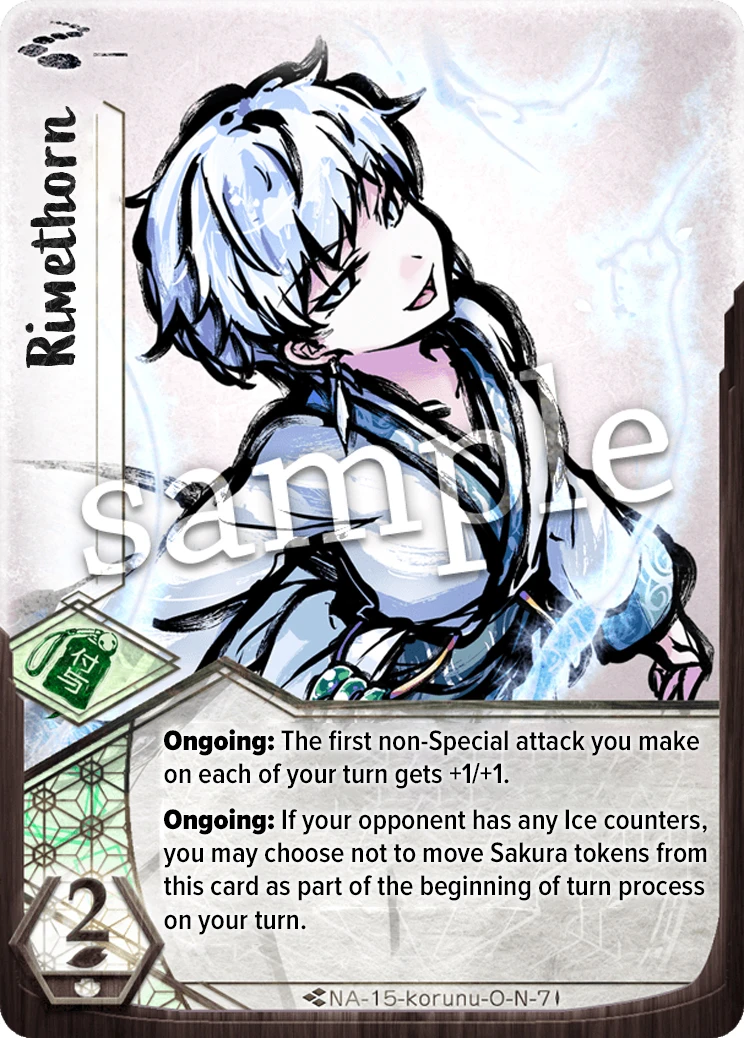 Rimethorn
sample
付与
Ongoing: The first non-Special attack you make
on each of your turn gets +1/+1.
Ongoing: If your opponent has any Ice counters,
you may choose not to move Sakura tokens from
this card as part of the beginning of turn process
on your turn.
2
NA-15-korunu-O-N-7